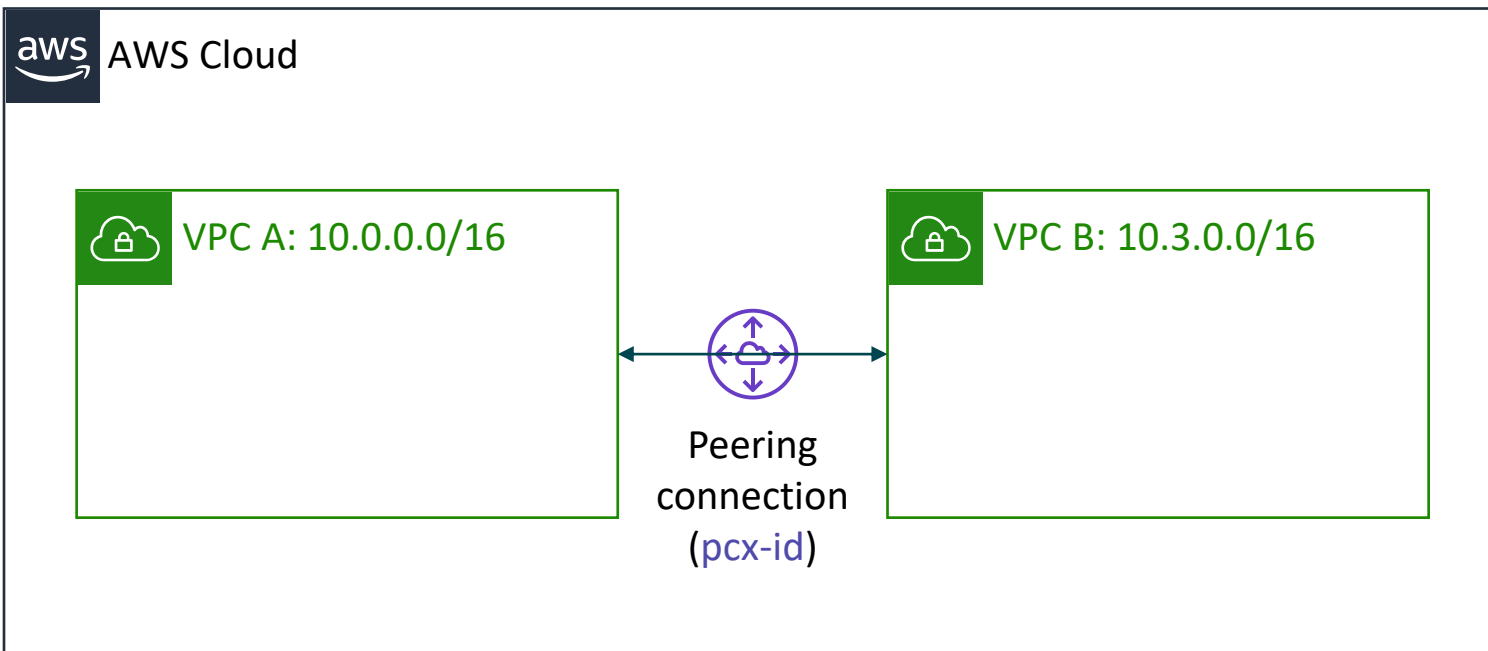 aws
AWS Cloud
VPC A: 10.0.0.0/16
VPC B: 10.3.0.0/16
Peering
connection
(pcx-id)